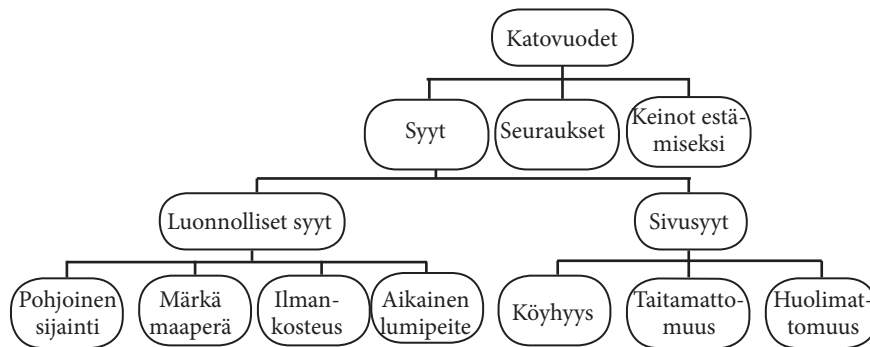 Katovuodet
Syyt
Seuraukset
Keinot estä-
miseksi
Luonnolliset syyt
Sivusyyt
Pohjoinen
sijainti
Märkä
maaperä
Ilman-
kosteus
Aikainen
lumipeite
Köyhyys
Taitamatto-
muus
Huolimat-
tomuus